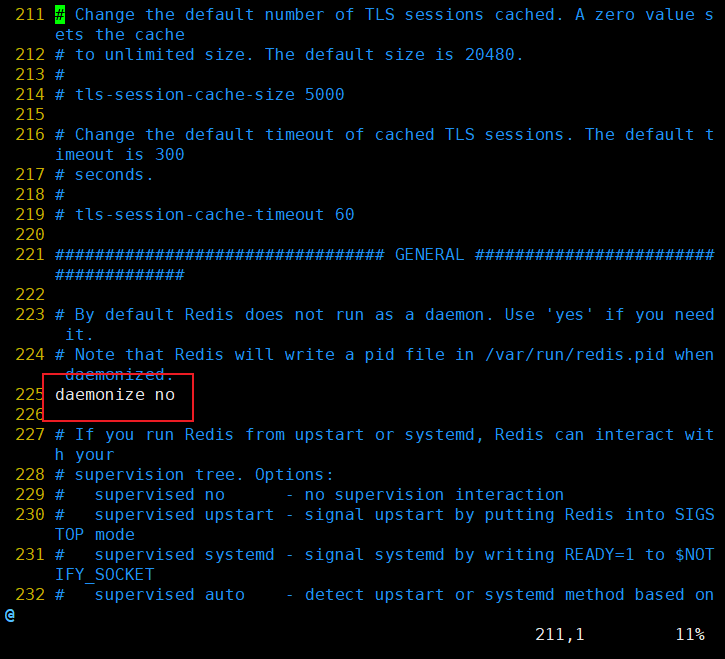 211 # Change the default number of TLS sessions cached. A zero value s
ets the cache
212 # to unlimited size. The default size is 20480.
213 #
214 # tls-session-cache-size 5000
215
216 # Change the default timeout of cached TLS sessions. The default t
imeout is 300
217 # seconds.
218 #
219 # tls-session-cache-timeout 60
220
221 ################################# GENERAL ########################
#############
222
223 # By default Redis does not run as a daemon. Use 'yes' if you need
it.
224 # Note that Redis will write a pid file in /var/run/redis.pid when
daemonized.
225 daemonize no
226
227 # If you run Redis from upstart or systemd, Redis can interact wit
h your
228 # supervision tree. Options:
229 #   supervised no      - no supervision interaction
230 #   supervised upstart - signal upstart by putting Redis into SIGS
TOP mode
231 #   supervised systemd - signal systemd by writing READY=1 to $NOT
IFY_SOCKET
232 #   supervised auto    - detect upstart or systemd method based on
@
211,1         11%